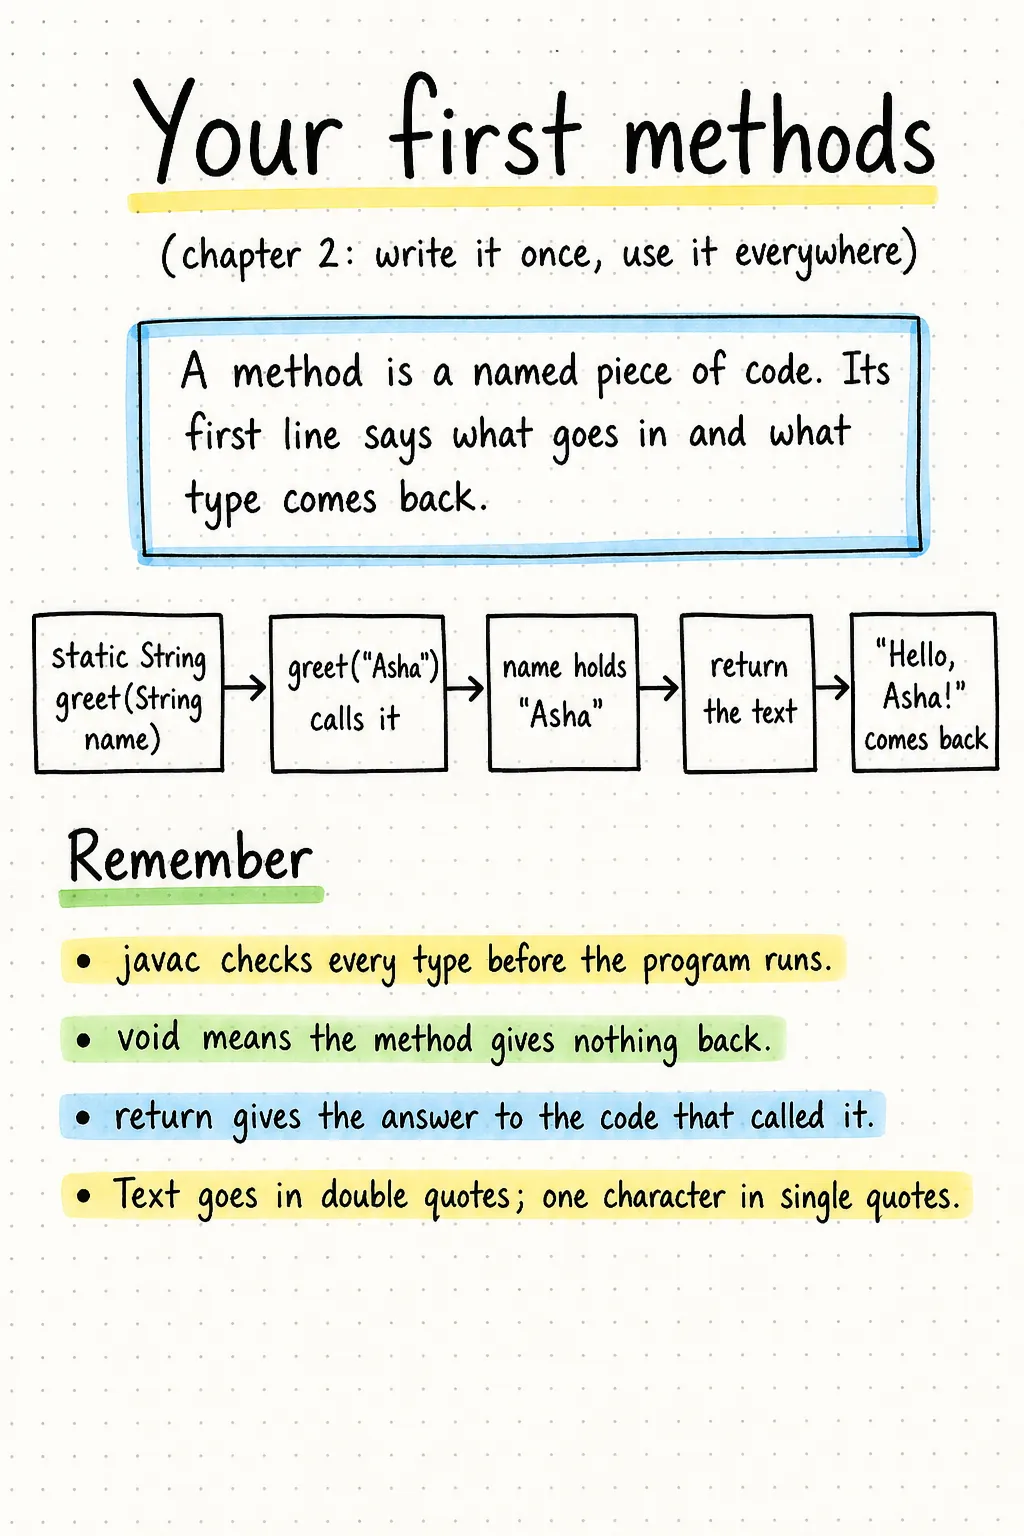 Your first methods
(chapter 2: write it once, use it everywhere)
A method is a named piece of code. Its
first line says what goes in and what
type comes back.
static String
greet(String
name)
greet("Asha")
calls it
name holds
"Asha"
return
the text
"Hello,
Asha!"
comes back
Remember
• javac checks every type before the program runs.
• void means the method gives nothing back.
• return gives the answer to the code that called it.
• Text goes in double quotes; one character in single quotes.